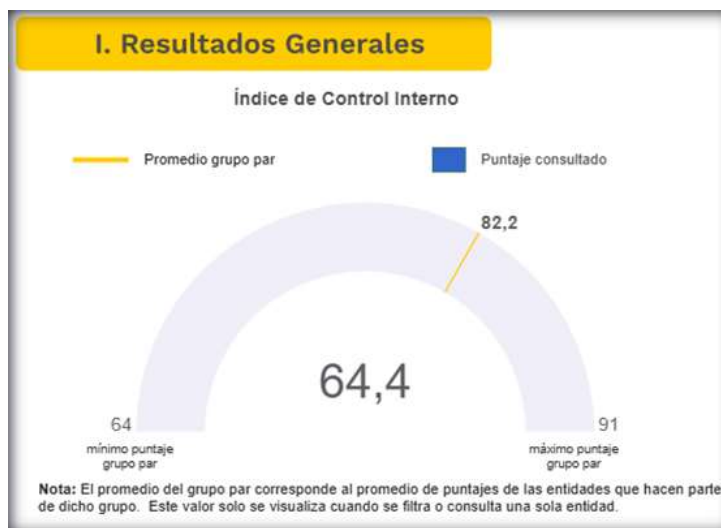 I. Resultados Generales
Índice de Control Interno
Promedio grupo par
Puntaje consultado
82,2
64,4
64
91
mínimo puntaje
grupo par
máximo puntaje
grupo par
Nota: El promedio del grupo par corresponde al promedio de puntajes de las entidades que hacen parte
de dicho grupo. Este valor solo se visualiza cuando se filtra o consulta una sola entidad.